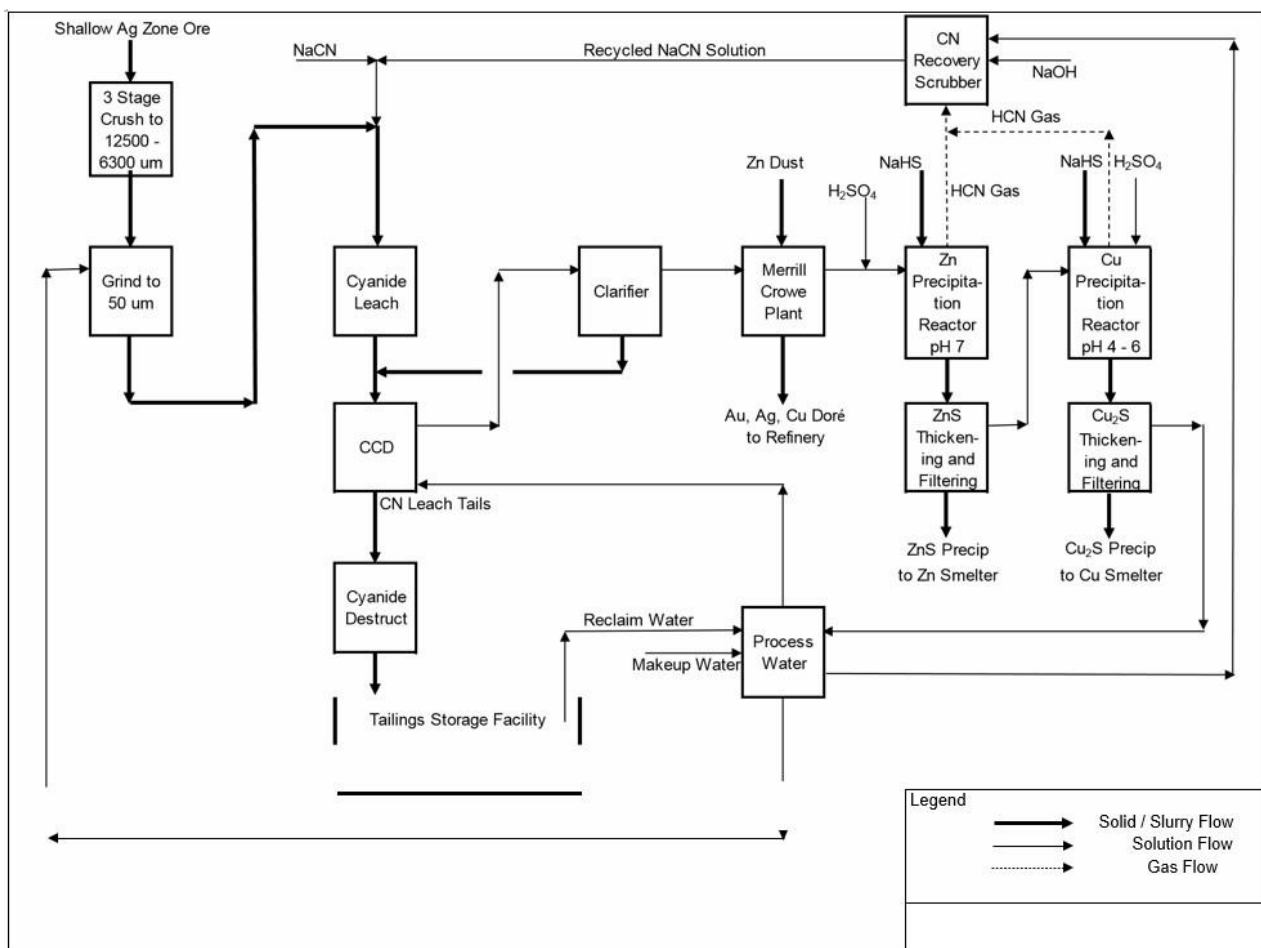 Shallow Ag Zone Ore
3 Stage
Crush to
12500 -
6300 um
Grind to
50 um
NaCN
Recycled NaCN Solution
CN
Recovery
Scrubber
NaOH
HCN Gas
HCN Gas
Cyanide
Leach
Clarifier
Zn Dust
Merrill
Crowe
Plant
H₂SO₄
NaHS
Zn
Precipita-
tion
Reactor
pH 7
NaHS
H₂SO₄
Cu
Precipita-
tion
Reactor
pH 4 - 6
CCD
CN Leach Tails
Au, Ag, Cu Doré
to Refinery
ZnS
Thicken-
ing and
Filtering
Cu₂S
Thicken-
ing and
Filtering
ZnS Precip
to Zn Smelter
Cu₂S Precip
to Cu Smelter
Cyanide
Destruct
Reclaim Water
Makeup Water
Process
Water
Tailings Storage Facility
Legend
Solid / Slurry Flow
Solution Flow
Gas Flow